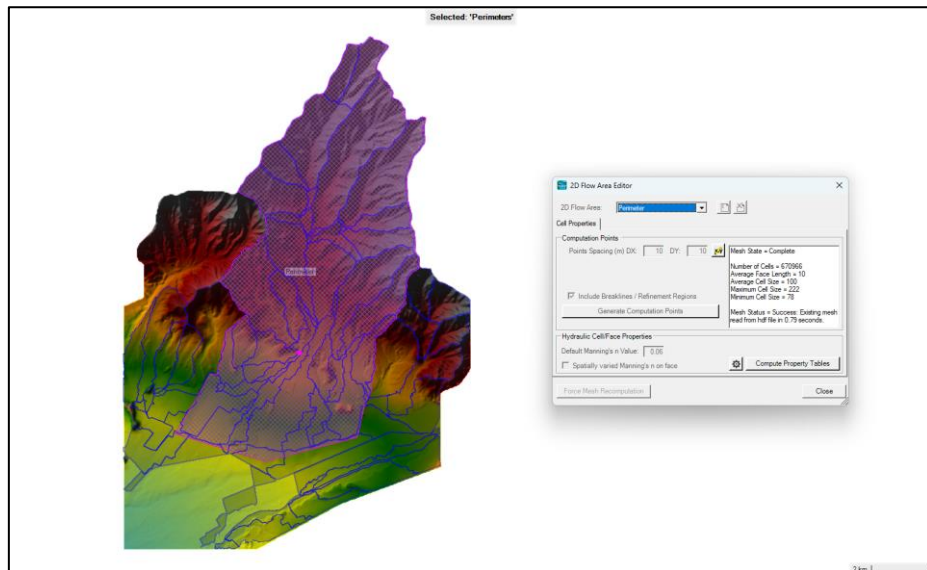 Selected: 'Perimeters'
Perimeter
2D Flow Area Editor
2D Flow Area: Perimeter
Cell Properties
Computation Points
Points Spacing (m) DX: 10 DY: 10
Include Breaklines / Refinement Regions
Generate Computation Points
Mesh State = Complete
Number of Cells = 670966
Average Face Length = 10
Average Cell Size = 100
Maximum Cell Size = 222
Minimum Cell Size = 78
Mesh Status = Success: Existing mesh
read from hdf file in 0.79 seconds.
Hydraulic Cell/Face Properties
Default Manning's n Value: 0.06
Spatially varied Manning's n on face
Compute Property Tables
Force Mesh Recomputation
Close
2 km